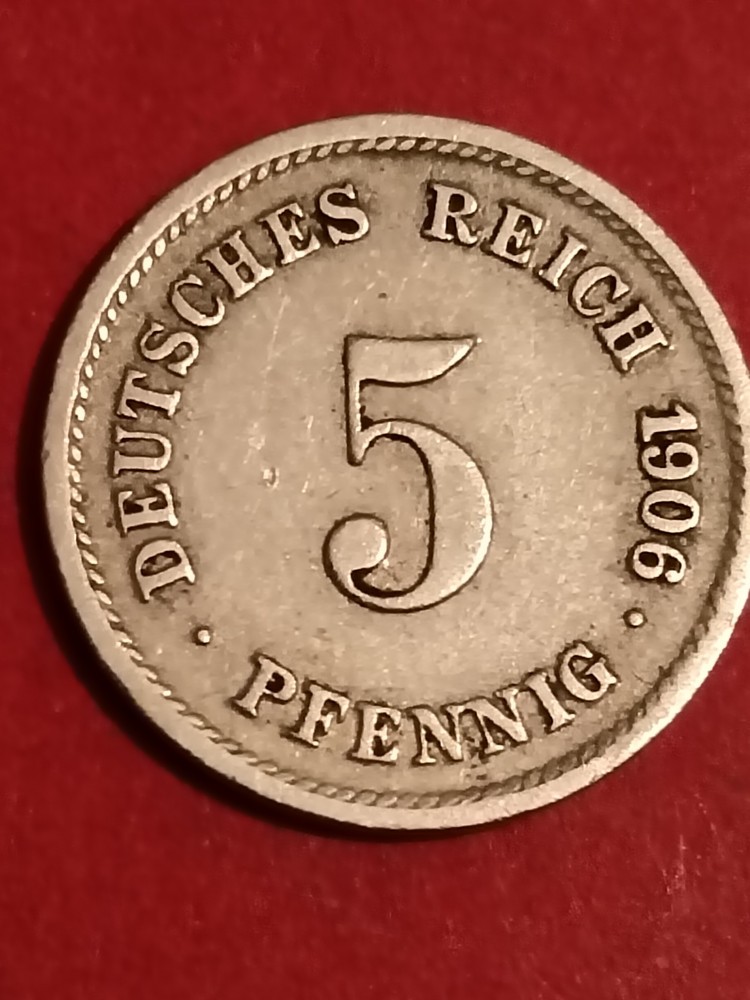 DEUTSCHES REICH 1906
5
· PFENNIG ·